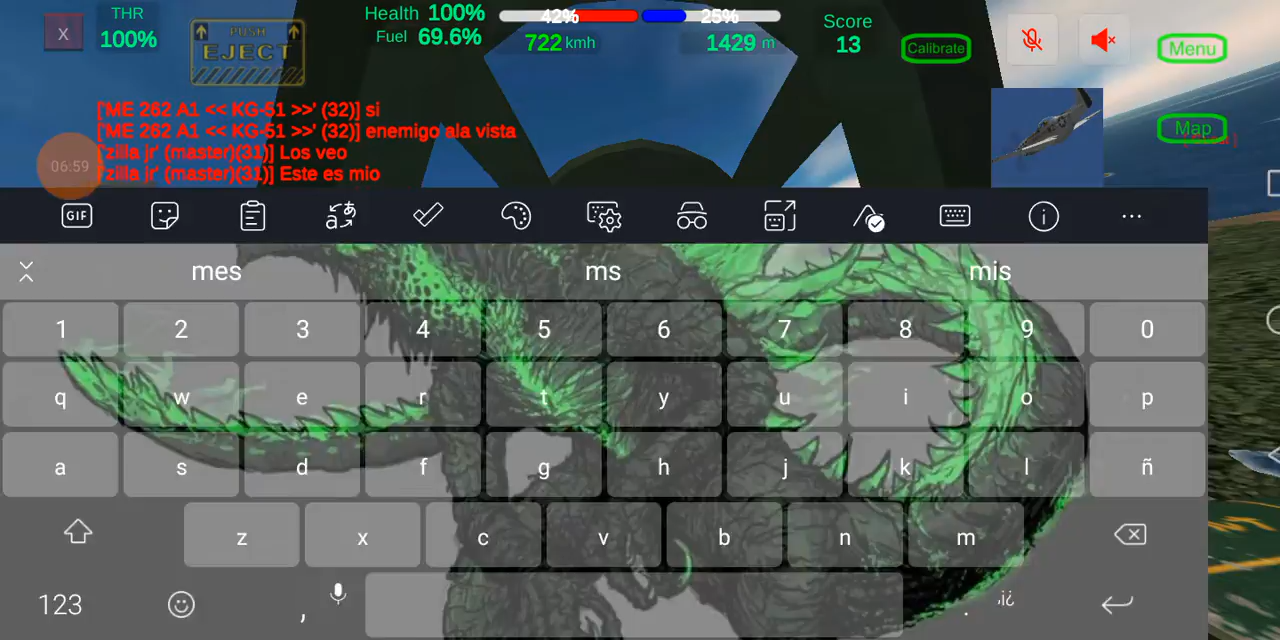 X
THR
100%
PUSH
EJECT
Health 100%
Fuel 69.6%
42%
25%
722 kmh
1429 m
Score
13
Calibrate
Menu
Map
['ME 262 A1 << KG-51 >>' (32)] si
['ME 262 A1 << KG-51 >>' (32)] enemigo ala vista
['zilla jr' (master)(31)] Los veo
['zilla jr' (master)(31)] Este es mio
06:59
GIF
mes ms mis
1 2 3 4 5 6 7 8 9 0
q w e r t y u i o p
a s d f g h j k l ñ
z x c v b n m
123 , . ¡¿